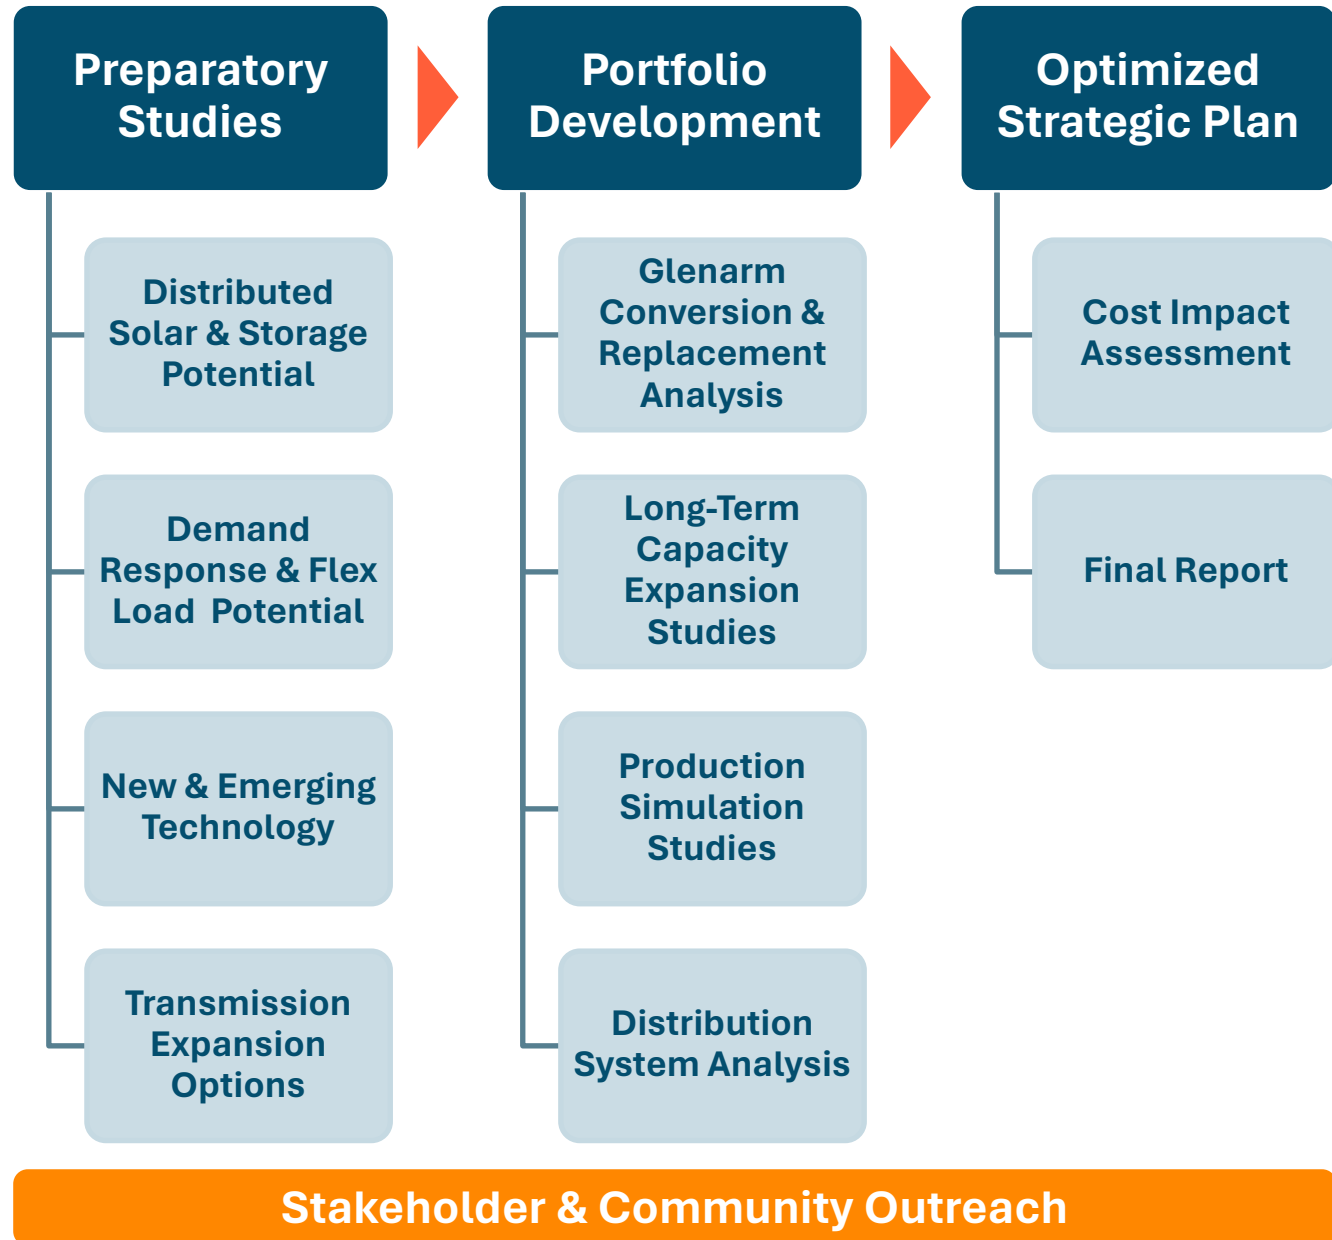 Preparatory
Studies
Distributed
Solar & Storage
Potential
Demand
Response & Flex
Load  Potential
New & Emerging
Technology
Transmission
Expansion
Options
Portfolio
Development
Glenarm
Conversion &
Replacement
Analysis
Long-Term
Capacity
Expansion
Studies
Production
Simulation
Studies
Distribution
System Analysis
Optimized
Strategic Plan
Cost Impact
Assessment
Final Report
Stakeholder & Community Outreach